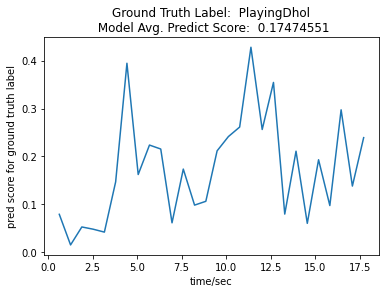 Ground Truth Label:  PlayingDhol
Model Avg. Predict Score:  0.17474551
pred score for ground truth label
0.4
0.3
0.2
0.1
0.0
0.0 2.5 5.0 7.5 10.0 12.5 15.0 17.5
time/sec